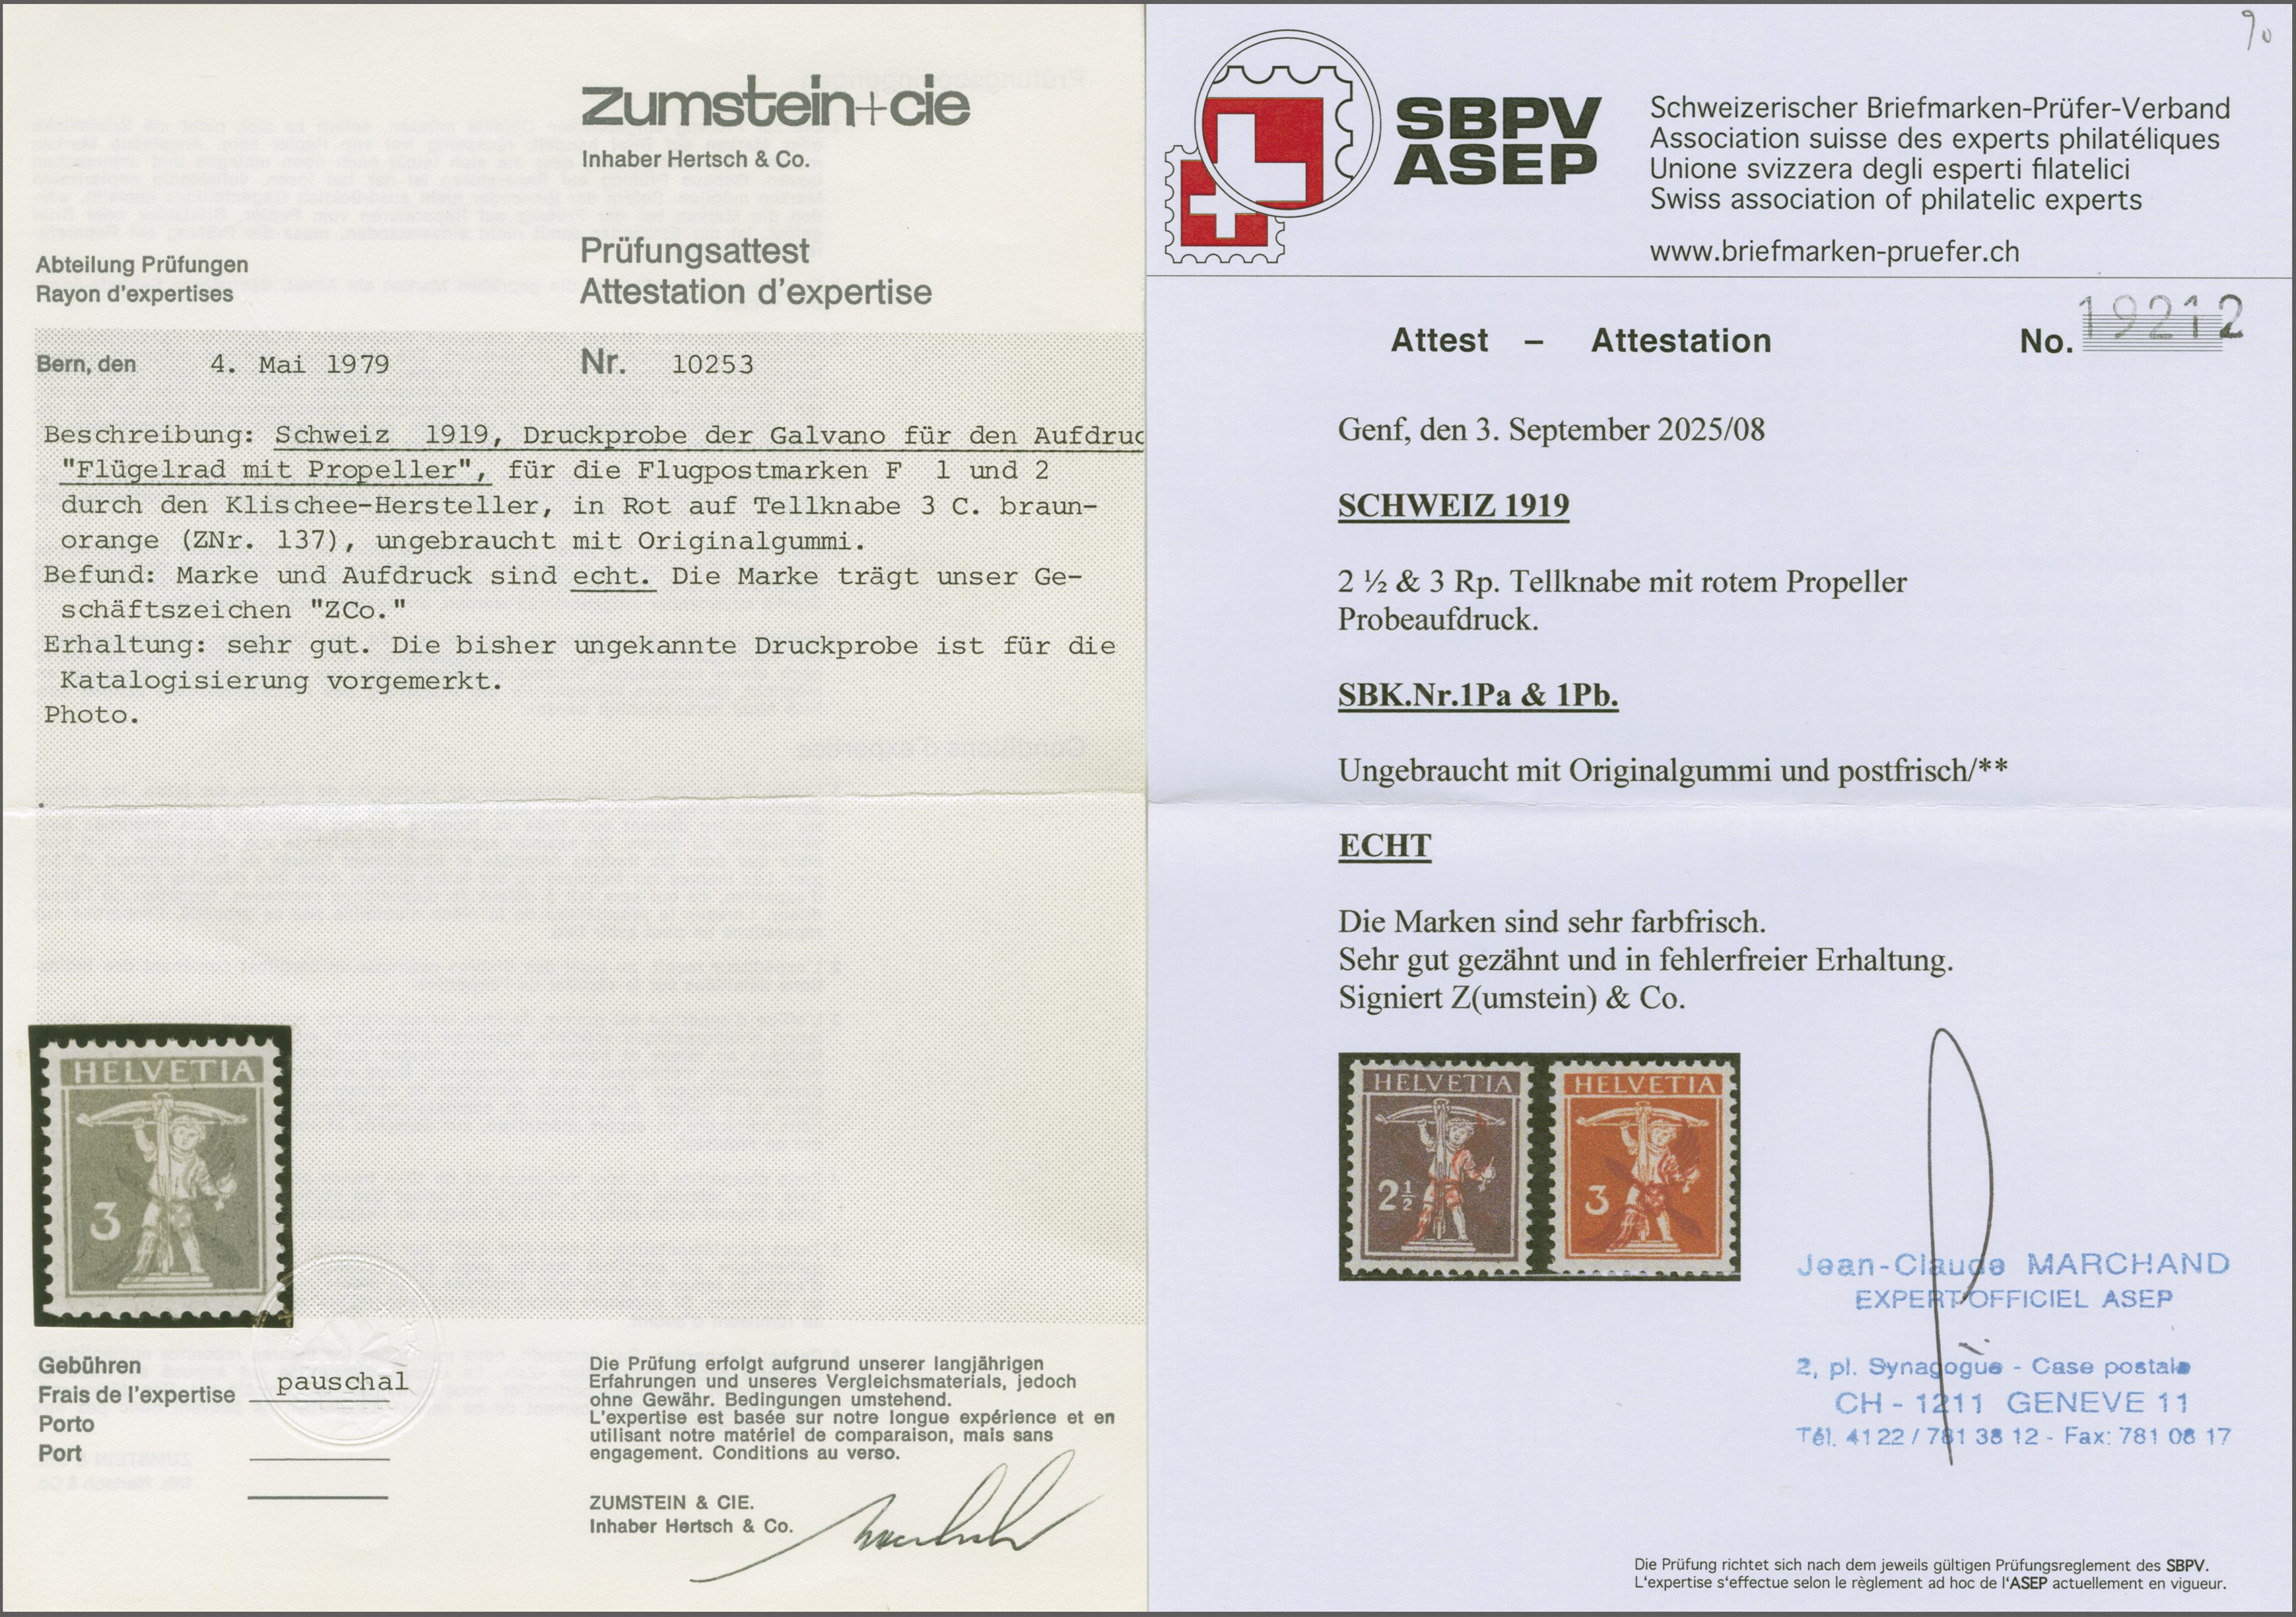 zumstein+cie
Inhaber Hertsch & Co.
Prüfungsattest
Attestation d'expertise
Abteilung Prüfungen
Rayon d'expertises
Bern, den 4. Mai 1979 Nr. 10253
Beschreibung: Schweiz 1919, Druckprobe der Galvano für den Aufdruc
"Flügelrad mit Propeller", für die Flugpostmarken F 1 und 2
durch den Klischee-Hersteller, in Rot auf Tellknabe 3 C. braun-
orange (ZNr. 137), ungebraucht mit Originalgummi.
Befund: Marke und Aufdruck sind echt. Die Marke trägt unser Ge-
schäftszeichen "ZCo."
Erhaltung: sehr gut. Die bisher ungekannte Druckprobe ist für die
Katalogisierung vorgemerkt.
Photo.
HELVETIA
3
Gebühren
Frais de l'expertise
pauschal
Porto
Port
Die Prüfung erfolgt aufgrund unserer langjährigen
Erfahrungen und unseres Vergleichsmaterials, jedoch
ohne Gewähr. Bedingungen umstehend.
L'expertise est basée sur notre longue expérience et en
utilisant notre matériel de comparaison, mais sans
engagement. Conditions au verso.
ZUMSTEIN & CIE.
Inhaber Hertsch & Co.
90
SBPV
ASEP
Schweizerischer Briefmarken-Prüfer-Verband
Association suisse des experts philatéliques
Unione svizzera degli esperti filatelici
Swiss association of philatelic experts
www.briefmarken-pruefer.ch
Attest – Attestation No. 19212
Genf, den 3. September 2025/08
SCHWEIZ 1919
2 ½ & 3 Rp. Tellknabe mit rotem Propeller
Probeaufdruck.
SBK.Nr.1Pa & 1Pb.
Ungebraucht mit Originalgummi und postfrisch/**
ECHT
Die Marken sind sehr farbfrisch.
Sehr gut gezähnt und in fehlerfreier Erhaltung.
Signiert Z(umstein) & Co.
HELVETIA
2½
HELVETIA
3
Jean-Claude MARCHAND
EXPERT OFFICIEL ASEP
2, pl. Synagogue - Case postale
CH - 1211 GENEVE 11
Tél. 4122 / 781 38 12 - Fax: 781 08 17
Die Prüfung richtet sich nach dem jeweils gültigen Prüfungsreglement des SBPV.
L'expertise s'effectue selon le règlement ad hoc de l'ASEP actuellement en vigueur.